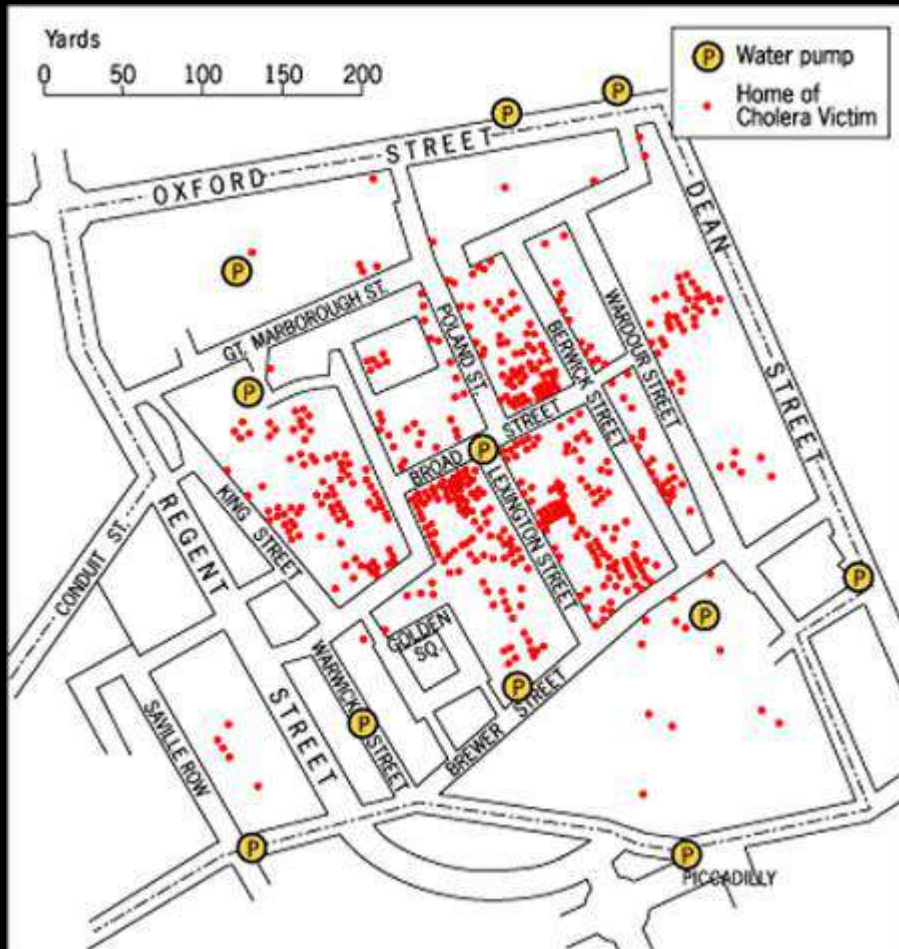 Yards
0 50 100 150 200
P Water pump
Home of
Cholera Victim
P
P
OXFORD STREET
DEAN STREET
P
GT. MARBOROUGH ST.
POLAND ST.
BERWICK STREET
WARDOUR STREET
P
BROAD STREET
P
LEXINGTON STREET
KING STREET
REGENT STREET
CONDUIT ST.
P
P
GOLDEN
SQ.
WARWICK STREET
P
P
BREWER STREET
SAVILLE ROW
P
P
PICCADILLY